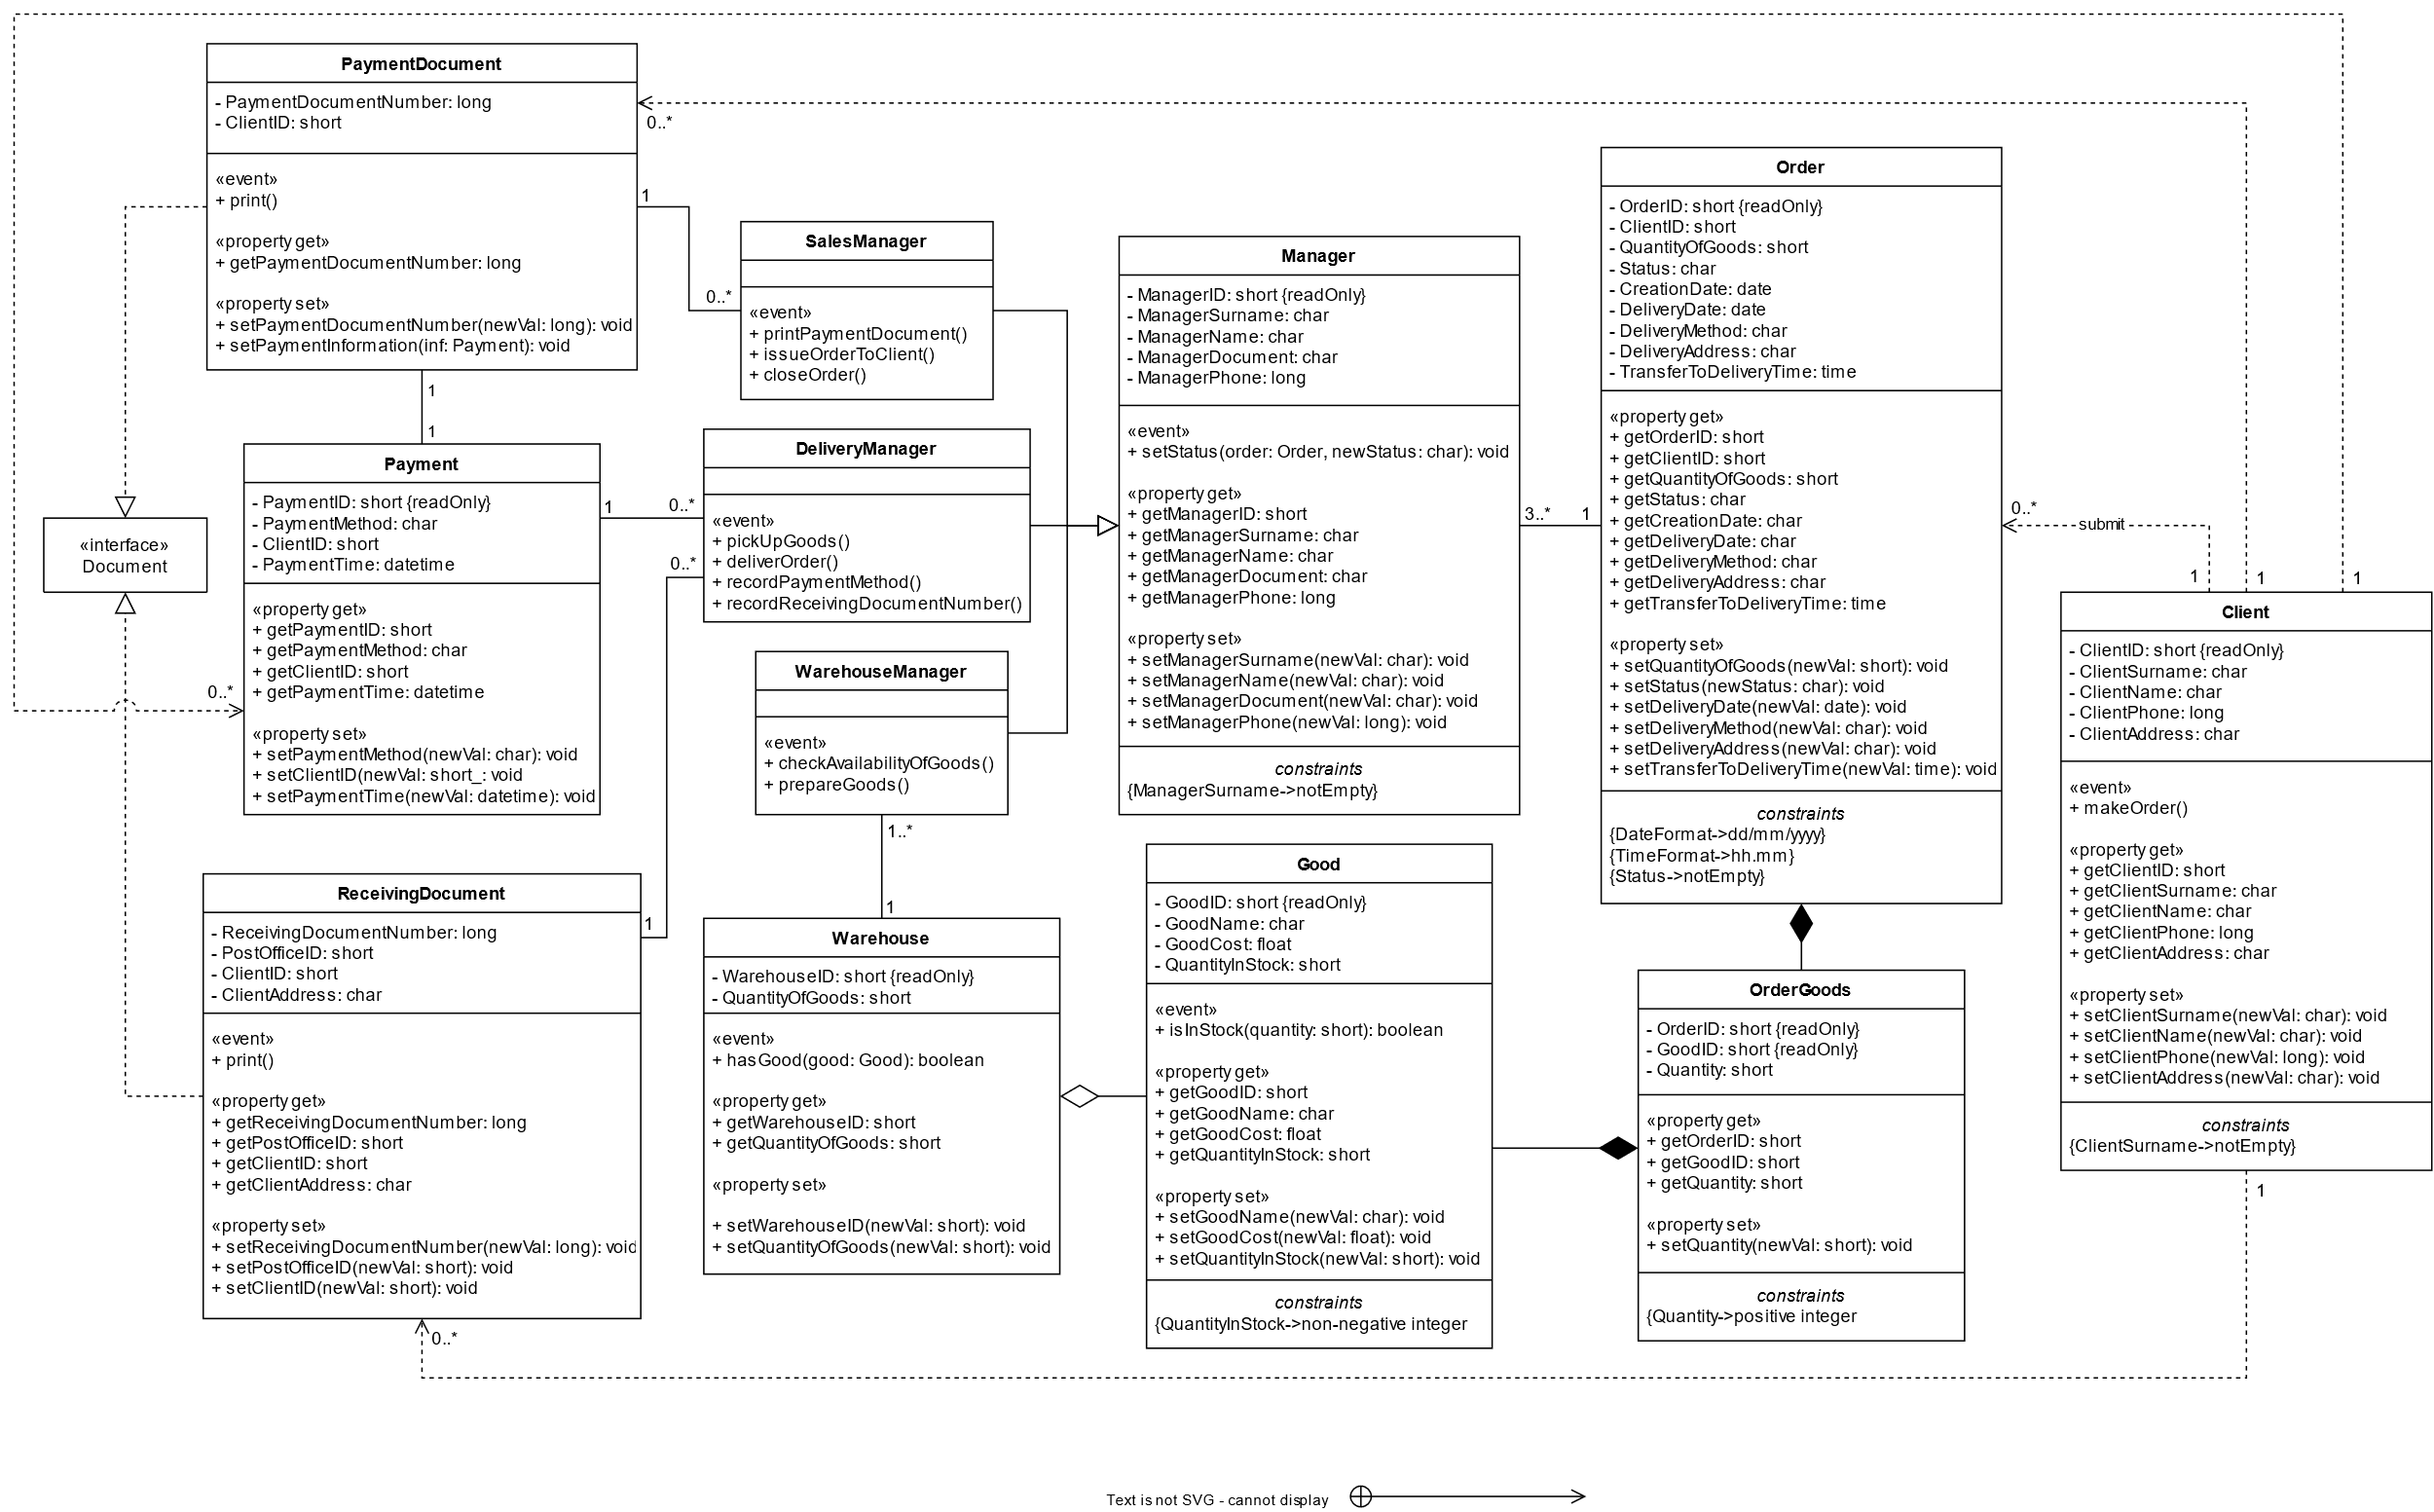 PaymentDocument
- PaymentDocumentNumber: long
- ClientID: short
«event»
+ print()
«property get»
+ getPaymentDocumentNumber: long
«property set»
+ setPaymentDocumentNumber(newVal: long): void
+ setPaymentInformation(inf: Payment): void
0..*
1
0..*
1
1
SalesManager
«event»
+ printPaymentDocument()
+ issueOrderToClient()
+ closeOrder()
«interface»
Document
Payment
- PaymentID: short {readOnly}
- PaymentMethod: char
- ClientID: short
- PaymentTime: datetime
«property get»
+ getPaymentID: short
+ getPaymentMethod: char
+ getClientID: short
+ getPaymentTime: datetime
«property set»
+ setPaymentMethod(newVal: char): void
+ setClientID(newVal: short_: void
+ setPaymentTime(newVal: datetime): void
0..*
1
0..*
0..*
DeliveryManager
«event»
+ pickUpGoods()
+ deliverOrder()
+ recordPaymentMethod()
+ recordReceivingDocumentNumber()
WarehouseManager
«event»
+ checkAvailabilityOfGoods()
+ prepareGoods()
1..*
1
Manager
- ManagerID: short {readOnly}
- ManagerSurname: char
- ManagerName: char
- ManagerDocument: char
- ManagerPhone: long
«event»
+ setStatus(order: Order, newStatus: char): void
«property get»
+ getManagerID: short
+ getManagerSurname: char
+ getManagerName: char
+ getManagerDocument: char
+ getManagerPhone: long
«property set»
+ setManagerSurname(newVal: char): void
+ setManagerName(newVal: char): void
+ setManagerDocument(newVal: char): void
+ setManagerPhone(newVal: long): void
constraints
{ManagerSurname->notEmpty}
3..*
1
Order
- OrderID: short {readOnly}
- ClientID: short
- QuantityOfGoods: short
- Status: char
- CreationDate: date
- DeliveryDate: date
- DeliveryMethod: char
- DeliveryAddress: char
- TransferToDeliveryTime: time
«property get»
+ getOrderID: short
+ getClientID: short
+ getQuantityOfGoods: short
+ getStatus: char
+ getCreationDate: char
+ getDeliveryDate: char
+ getDeliveryMethod: char
+ getDeliveryAddress: char
+ getTransferToDeliveryTime: time
«property set»
+ setQuantityOfGoods(newVal: short): void
+ setStatus(newStatus: char): void
+ setDeliveryDate(newVal: date): void
+ setDeliveryMethod(newVal: char): void
+ setDeliveryAddress(newVal: char): void
+ setTransferToDeliveryTime(newVal: time): void
constraints
{DateFormat->dd/mm/yyyy}
{TimeFormat->hh.mm}
{Status->notEmpty}
0..*
submit
1
1
1
Client
- ClientID: short {readOnly}
- ClientSurname: char
- ClientName: char
- ClientPhone: long
- ClientAddress: char
«event»
+ makeOrder()
«property get»
+ getClientID: short
+ getClientSurname: char
+ getClientName: char
+ getClientPhone: long
+ getClientAddress: char
«property set»
+ setClientSurname(newVal: char): void
+ setClientName(newVal: char): void
+ setClientPhone(newVal: long): void
+ setClientAddress(newVal: char): void
constraints
{ClientSurname->notEmpty}
1
ReceivingDocument
- ReceivingDocumentNumber: long
- PostOfficeID: short
- ClientID: short
- ClientAddress: char
«event»
+ print()
«property get»
+ getReceivingDocumentNumber: long
+ getPostOfficeID: short
+ getClientID: short
+ getClientAddress: char
«property set»
+ setReceivingDocumentNumber(newVal: long): void
+ setPostOfficeID(newVal: short): void
+ setClientID(newVal: short): void
1
0..*
Warehouse
- WarehouseID: short {readOnly}
- QuantityOfGoods: short
«event»
+ hasGood(good: Good): boolean
«property get»
+ getWarehouseID: short
+ getQuantityOfGoods: short
«property set»
+ setWarehouseID(newVal: short): void
+ setQuantityOfGoods(newVal: short): void
Good
- GoodID: short {readOnly}
- GoodName: char
- GoodCost: float
- QuantityInStock: short
«event»
+ isInStock(quantity: short): boolean
«property get»
+ getGoodID: short
+ getGoodName: char
+ getGoodCost: float
+ getQuantityInStock: short
«property set»
+ setGoodName(newVal: char): void
+ setGoodCost(newVal: float): void
+ setQuantityInStock(newVal: short): void
constraints
{QuantityInStock->non-negative integer
OrderGoods
- OrderID: short {readOnly}
- GoodID: short {readOnly}
- Quantity: short
«property get»
+ getOrderID: short
+ getGoodID: short
+ getQuantity: short
«property set»
+ setQuantity(newVal: short): void
constraints
{Quantity->positive integer
Text is not SVG - cannot display